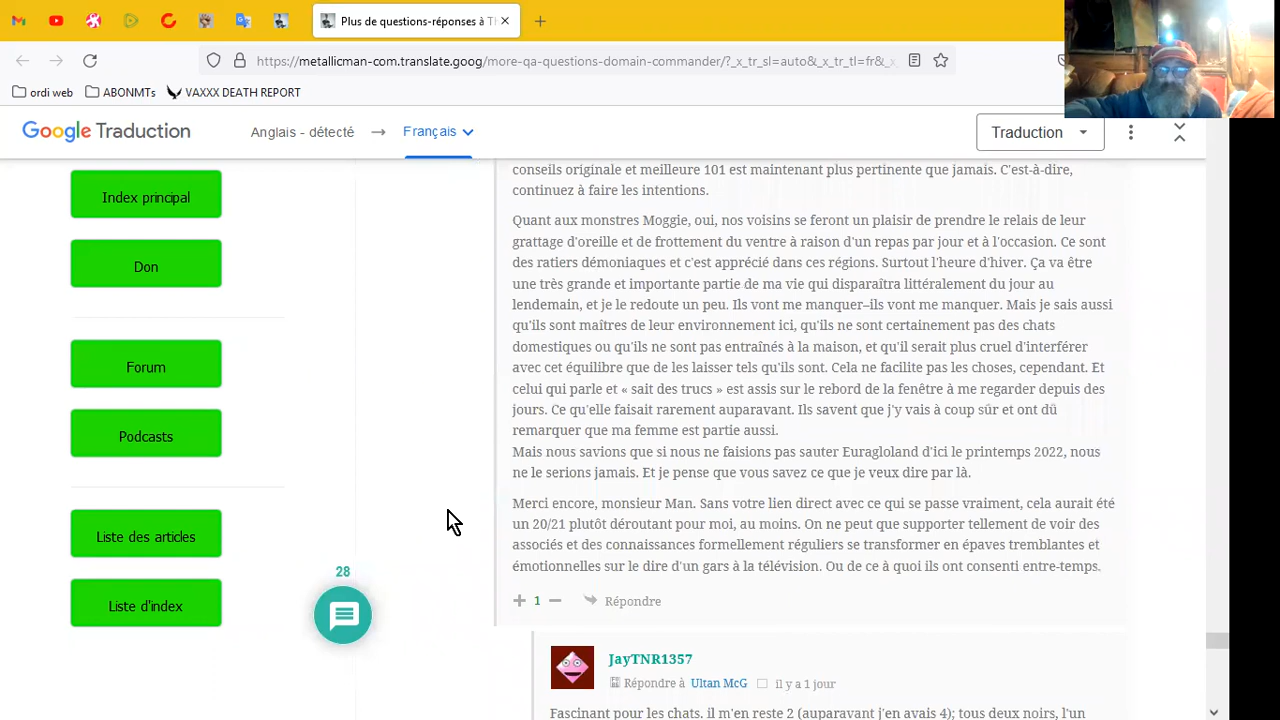 Plus de questions-réponses à T
https://metallicman-com.translate.goog/more-qa-questions-domain-commander/?_x_tr_sl=auto&_x_tr_tl=fr&_x
ordi web
ABONMTs
VAXXX DEATH REPORT
Google Traduction
Anglais - détecté
Français
Traduction
Index principal
Don
Forum
Podcasts
Liste des articles
Liste d'index
28
conseils originale et meilleure 101 est maintenant plus pertinente que jamais. C'est-à-dire,
continuez à faire les intentions.
Quant aux monstres Moggie, oui, nos voisins se feront un plaisir de prendre le relais de leur
grattage d'oreille et de frottement du ventre à raison d'un repas par jour et à l'occasion. Ce sont
des ratiers démoniaques et c'est apprécié dans ces régions. Surtout l'heure d'hiver. Ça va être
une très grande et importante partie de ma vie qui disparaîtra littéralement du jour au
lendemain, et je le redoute un peu. Ils vont me manquer–ils vont me manquer. Mais je sais aussi
qu'ils sont maîtres de leur environnement ici, qu'ils ne sont certainement pas des chats
domestiques ou qu'ils ne sont pas entraînés à la maison, et qu'il serait plus cruel d'interférer
avec cet équilibre que de les laisser tels qu'ils sont. Cela ne facilite pas les choses, cependant. Et
celui qui parle et « sait des trucs » est assis sur le rebord de la fenêtre à me regarder depuis des
jours. Ce qu'elle faisait rarement auparavant. Ils savent que j'y vais à coup sûr et ont dû
remarquer que ma femme est partie aussi.
Mais nous savions que si nous ne faisions pas sauter Euragloland d'ici le printemps 2022, nous
ne le serions jamais. Et je pense que vous savez ce que je veux dire par là.
Merci encore, monsieur Man. Sans votre lien direct avec ce qui se passe vraiment, cela aurait été
un 20/21 plutôt déroutant pour moi, au moins. On ne peut que supporter tellement de voir des
associés et des connaissances formellement réguliers se transformer en épaves tremblantes et
émotionnelles sur le dire d'un gars à la télévision. Ou de ce à quoi ils ont consenti entre-temps.
1
Répondre
JayTNR1357
Répondre à Ultan McG il y a 1 jour
Fascinant pour les chats. il m'en reste 2 (auparavant j'en avais 4); tous deux noirs, l'un